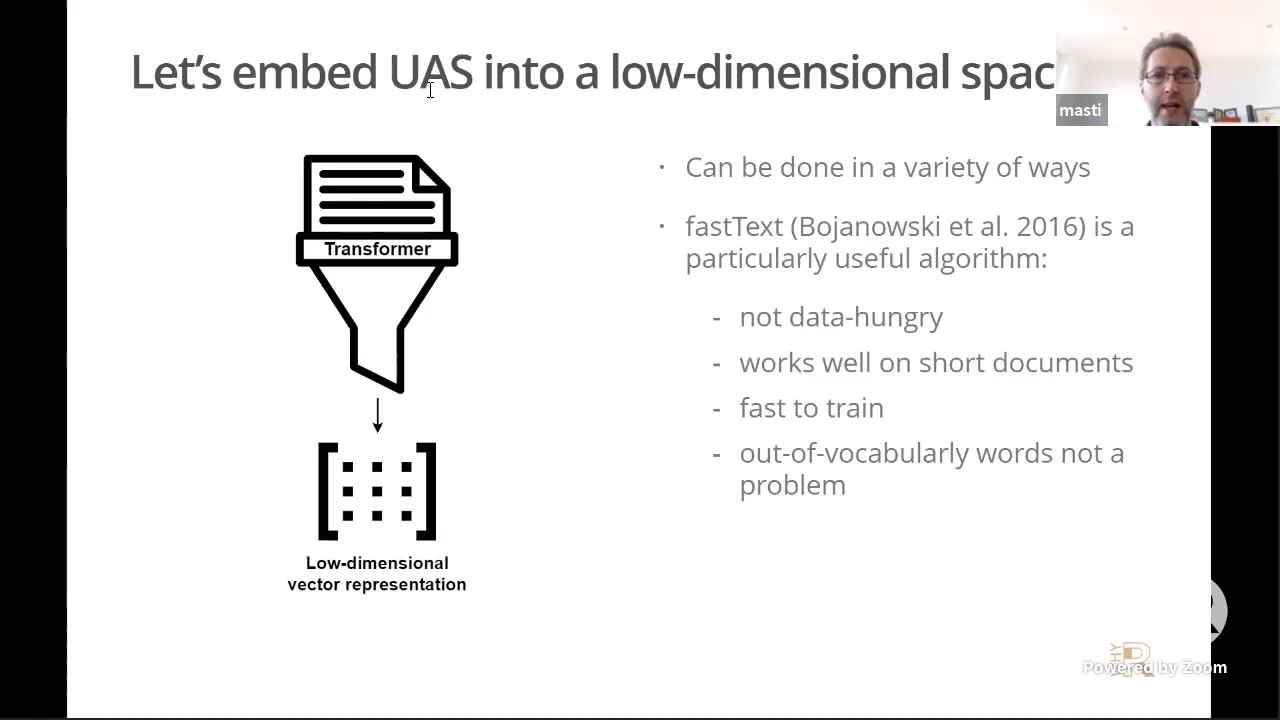 Let's embed UAS into a low-dimensional spac
masti
Transformer
Low-dimensional
vector representation
· Can be done in a variety of ways
· fastText (Bojanowski et al. 2016) is a
particularly useful algorithm:
- not data-hungry
- works well on short documents
- fast to train
- out-of-vocabularly words not a
problem
WHY R
Powered by Zoom